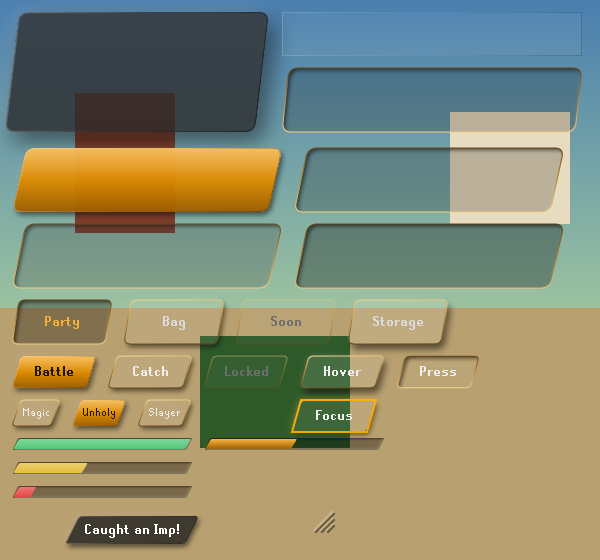 Party Bag Soon Storage
Battle Catch Locked Hover Press
Magic Unholy Slayer Focus
Caught an Imp!